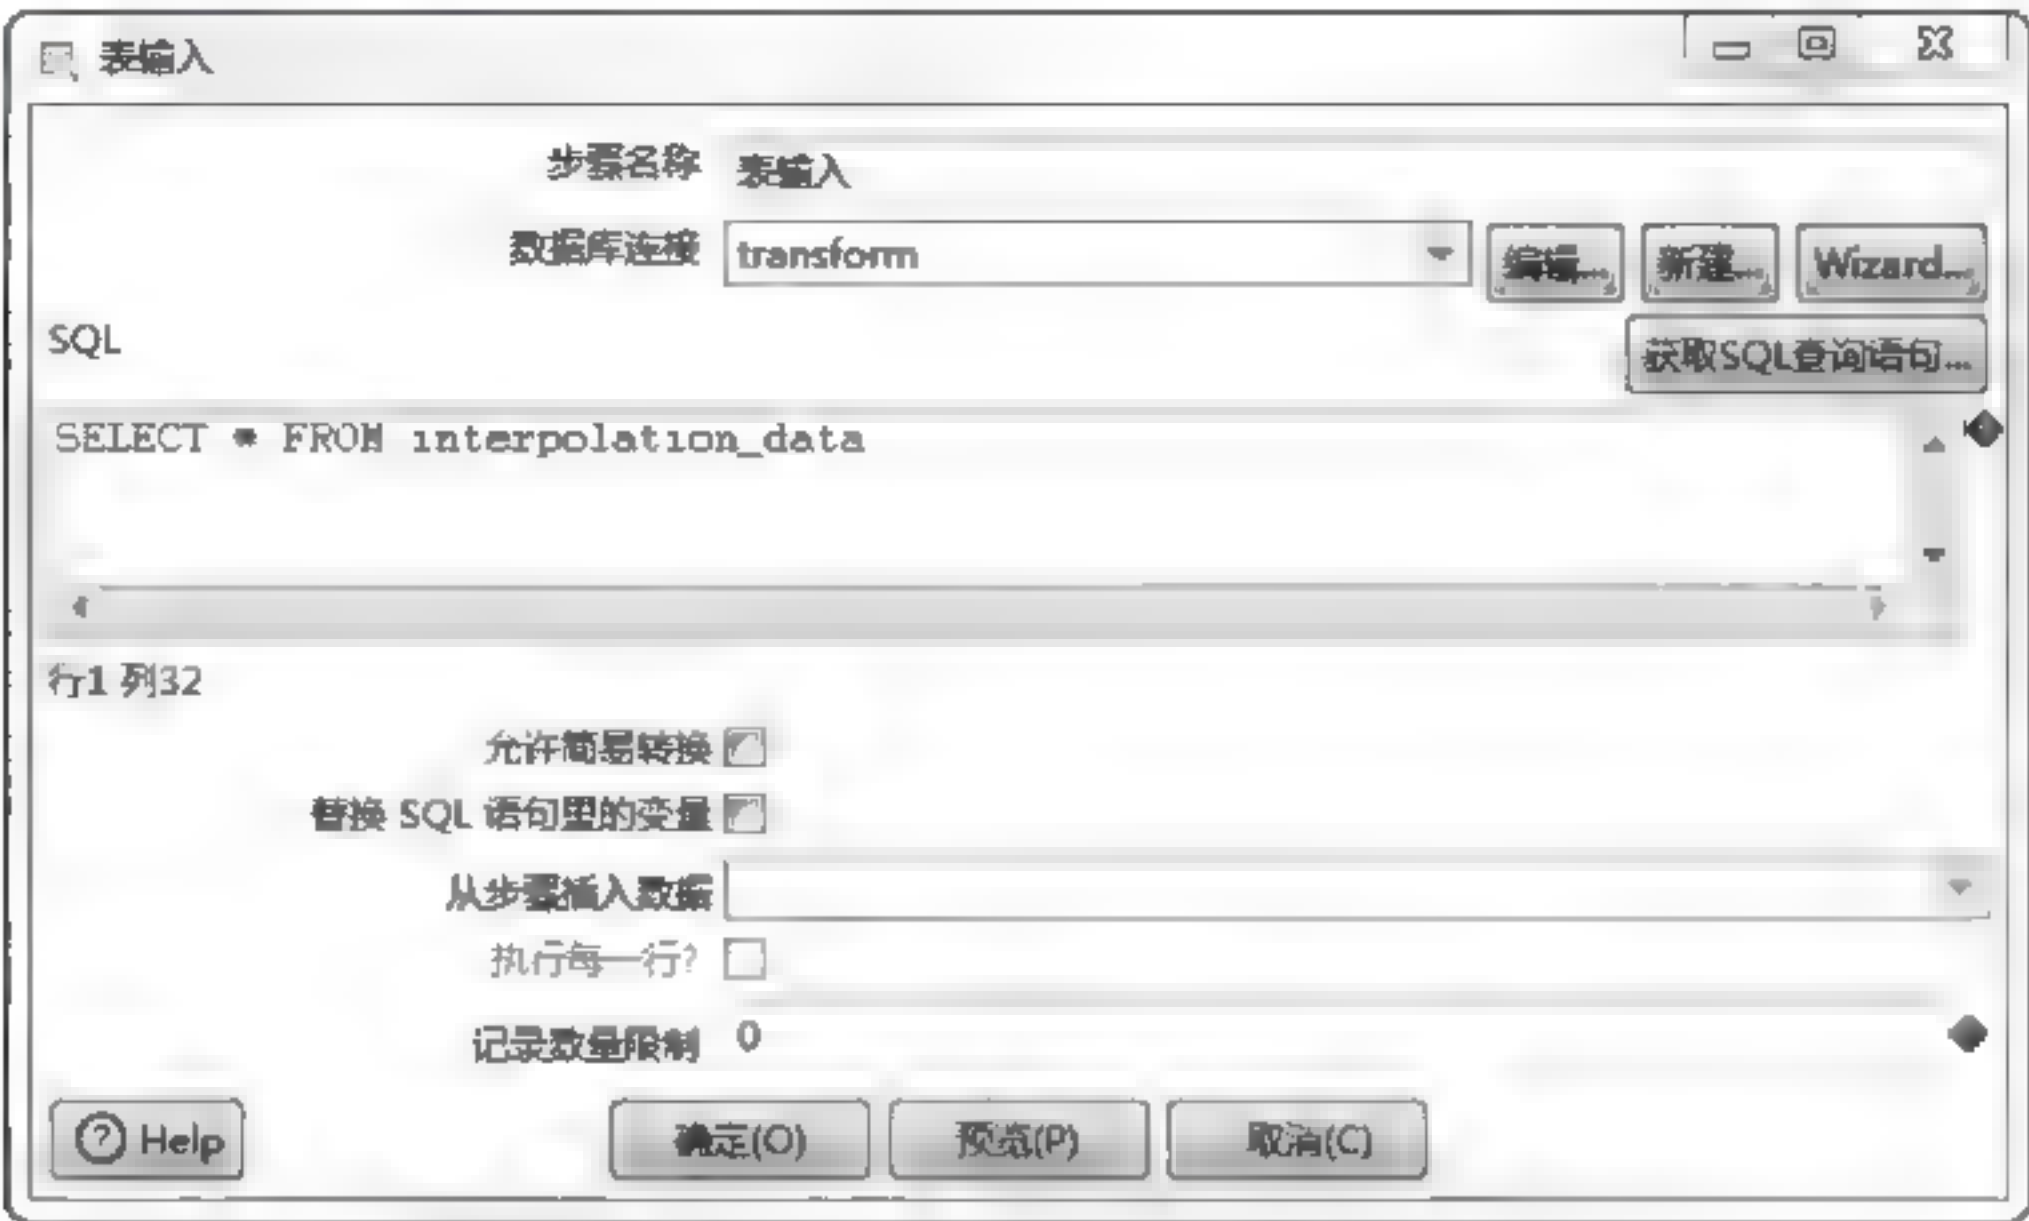 表输入
步骤名称 表输入
数据库连接 transform 编辑... 新建... Wizard...
SQL 获取SQL查询语句...
SELECT * FROM interpolation_data
行1 列32
允许简易转换
替换 SQL 语句里的变量
从步骤插入数据
执行每一行?
记录数量限制 0
Help 确定(O) 预览(P) 取消(C)